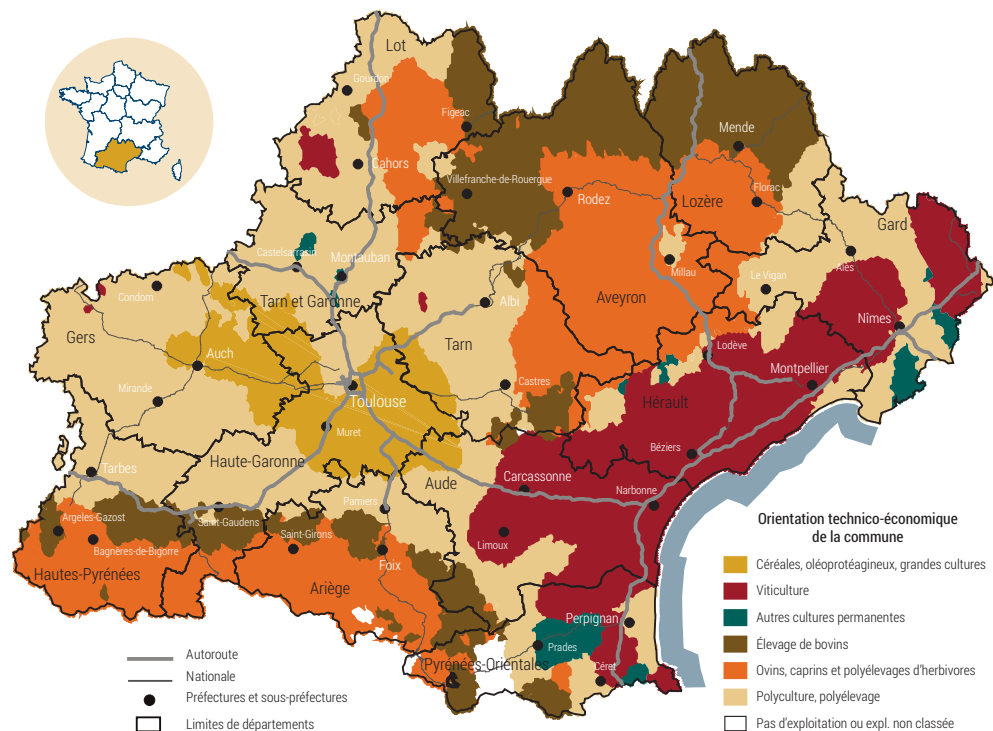 Lot
Gourdon
Figeac
Mende
Cahors
Villefranche-de-Rouergue
Rodez
Florac
Lozère
Gard
Castelsarrasin
Montauban
Millau
Le Vigan
Alès
Condom
Tarn et Garonne
Albi
Aveyron
Gers
Nîmes
Tarn
Auch
Lodève
Mirande
Castres
Montpellier
Toulouse
Hérault
Muret
Béziers
Haute-Garonne
Tarbes
Aude
Carcassonne
Narbonne
Pamiers
Argeles-Gazost
Saint-Gaudens
Saint-Girons
Limoux
Bagnères-de-Bigorre
Foix
Hautes-Pyrénées
Ariège
Perpignan
Prades
Pyrénées-Orientales
Céret
Orientation technico-économique
de la commune
Céréales, oléoprotéagineux, grandes cultures
Viticulture
Autres cultures permanentes
Élevage de bovins
Ovins, caprins et polyélevages d'herbivores
Polyculture, polyélevage
Pas d'exploitation ou expl. non classée
Autoroute
Nationale
Préfectures et sous-préfectures
Limites de départements